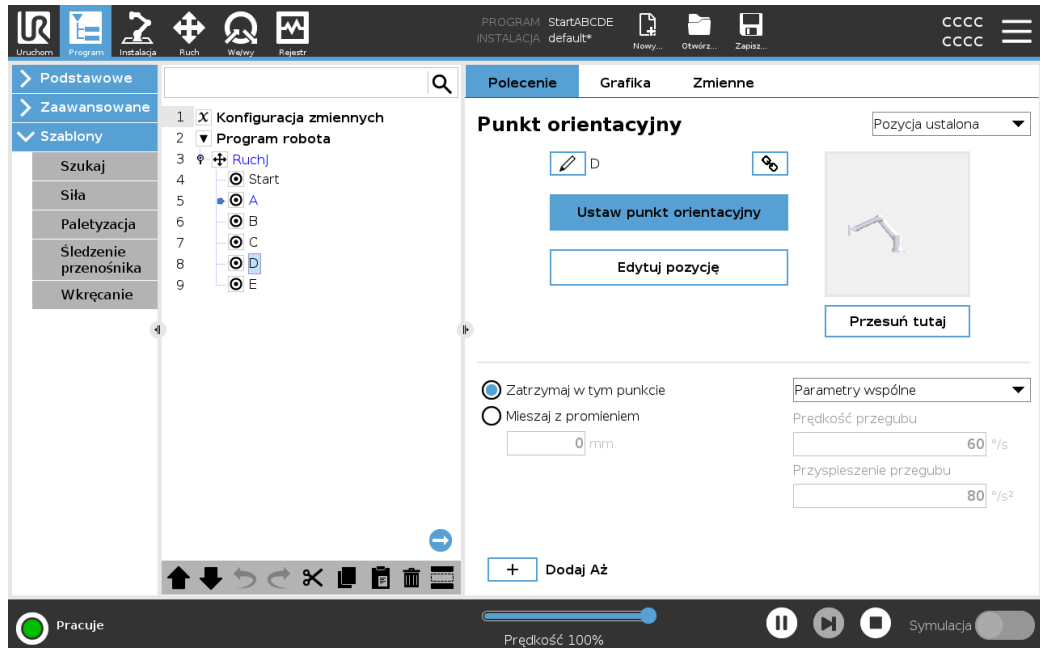 UR
PROGRAM StartABCDE
INSTALACJA default*
Uruchom Program Instalacja Ruch We/wy Rejestr
Nowy... Otwórz... Zapisz...
CCCC
CCCC
Podstawowe
Zaawansowane
Szablony
Szukaj
Siła
Paletyzacja
Śledzenie
przenośnika
Wkręcanie
1 X Konfiguracja zmiennych
2 Program robota
3 RuchJ
4 Start
5 A
6 B
7 C
8 D
9 E
Polecenie Grafika Zmienne
Punkt orientacyjny
Pozycja ustalona
D
Ustaw punkt orientacyjny
Edytuj pozycję
Przesuń tutaj
Zatrzymaj w tym punkcie
Mieszaj z promieniem
0 mm
Parametry wspólne
Prędkość przegubu
60 °/s
Przyspieszenie przegubu
80 °/s²
+ Dodaj Aż
Pracuje
Prędkość 100%
Symulacja